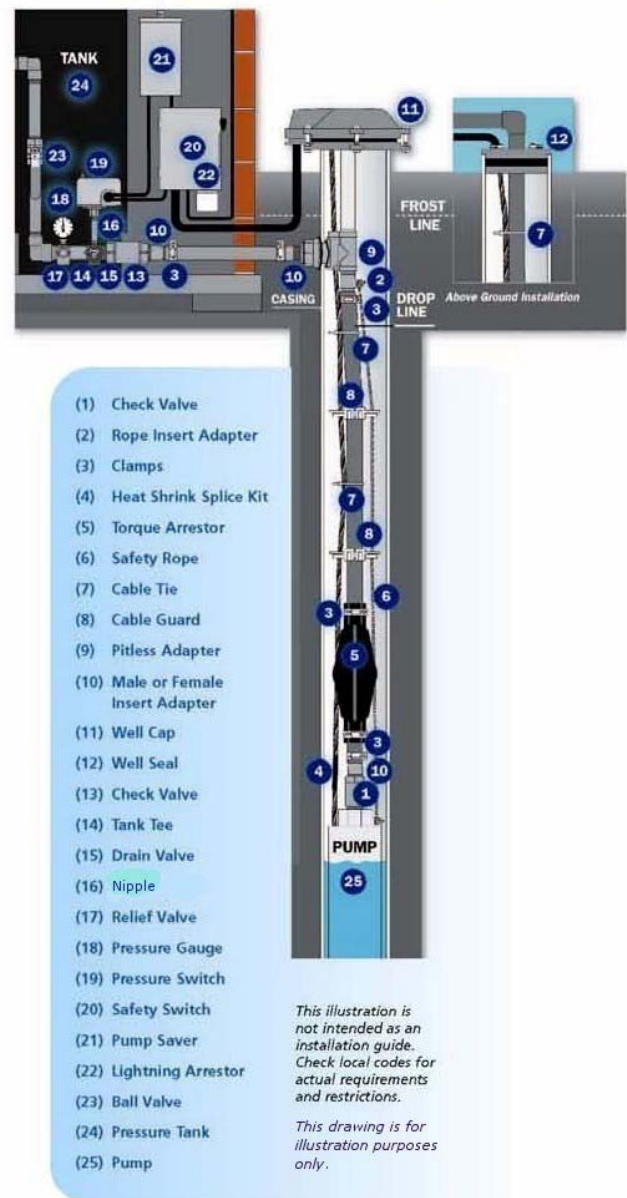 TANK
24
21
23
19
20
22
18
16
10
17
14
15
13
3
10
CASING
11
FROST
LINE
9
2
3
DROP
LINE
7
8
7
8
3
6
5
3
4
10
1
PUMP
25
12
7
Above Ground Installation
(1) Check Valve
(2) Rope Insert Adapter
(3) Clamps
(4) Heat Shrink Splice Kit
(5) Torque Arrestor
(6) Safety Rope
(7) Cable Tie
(8) Cable Guard
(9) Pitless Adapter
(10) Male or Female
Insert Adapter
(11) Well Cap
(12) Well Seal
(13) Check Valve
(14) Tank Tee
(15) Drain Valve
(16) Nipple
(17) Relief Valve
(18) Pressure Gauge
(19) Pressure Switch
(20) Safety Switch
(21) Pump Saver
(22) Lightning Arrestor
(23) Ball Valve
(24) Pressure Tank
(25) Pump
This illustration is
not intended as an
installation guide.
Check local codes for
actual requirements
and restrictions.
This drawing is for
illustration purposes
only.